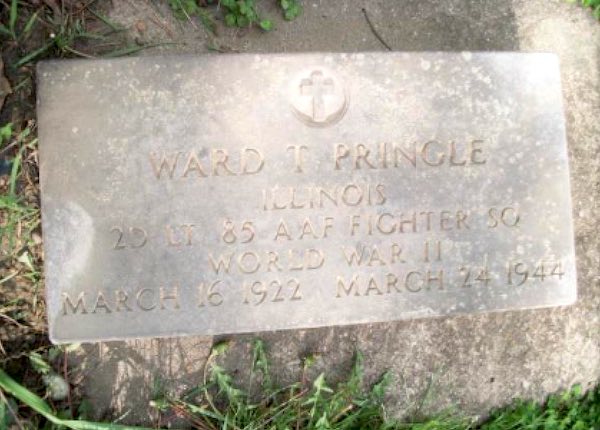 WARD T PRINGLE
ILLINOIS
2D LT 85 AAF FIGHTER SQ
WORLD WAR II
MARCH 16 1922 MARCH 24 1944